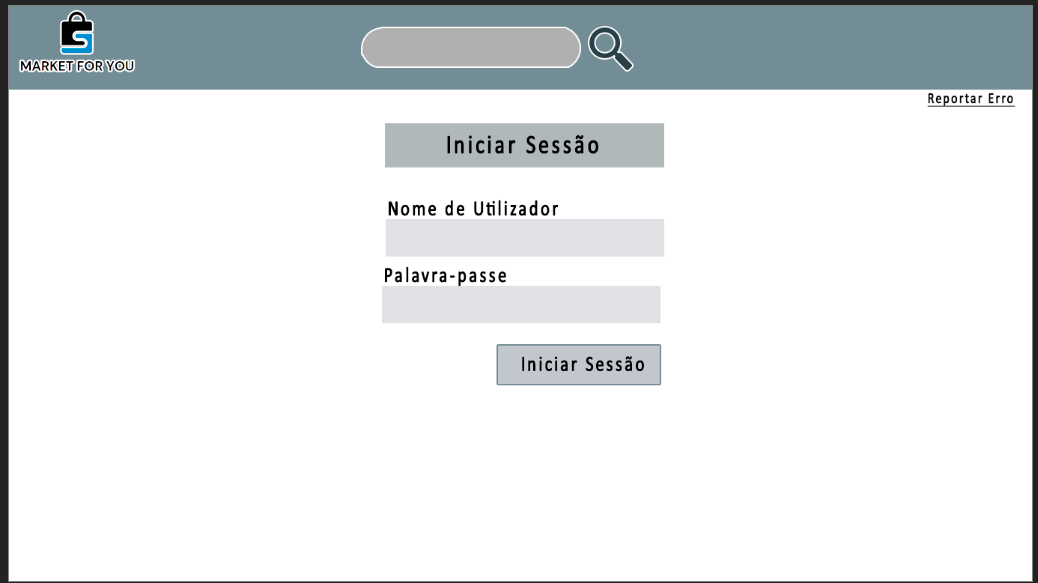 MARKET FOR YOU
Reportar Erro
Iniciar Sessão
Nome de Utilizador
Palavra-passe
Iniciar Sessão